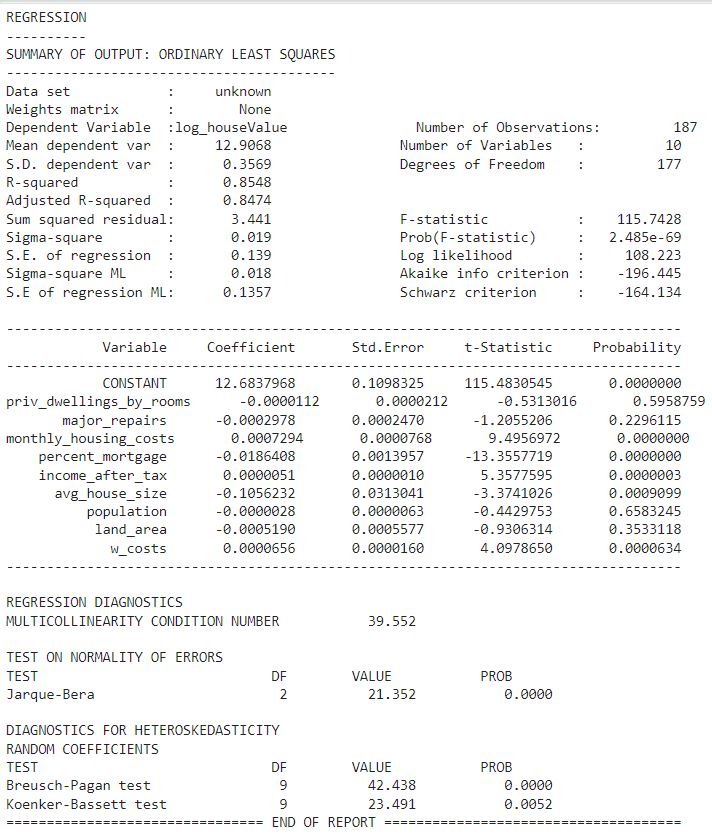 REGRESSION
----------
SUMMARY OF OUTPUT: ORDINARY LEAST SQUARES
-----------------------------------------
Data set            :     unknown
Weights matrix      :        None
Dependent Variable  :log_houseValue                Number of Observations:         187
Mean dependent var  :     12.9068                Number of Variables   :          10
S.D. dependent var  :      0.3569                Degrees of Freedom    :         177
R-squared           :      0.8548
Adjusted R-squared  :      0.8474
Sum squared residual:       3.441                F-statistic           :    115.7428
Sigma-square        :       0.019                Prob(F-statistic)     :   2.485e-69
S.E. of regression  :       0.139                Log likelihood        :     108.223
Sigma-square ML     :       0.018                Akaike info criterion :    -196.445
S.E of regression ML:      0.1357                Schwarz criterion     :    -164.134
------------------------------------------------------------------------------------
            Variable     Coefficient       Std.Error     t-Statistic     Probability
------------------------------------------------------------------------------------
            CONSTANT      12.6837968       0.1098325     115.4830545       0.0000000
priv_dwellings_by_rooms      -0.0000112       0.0000212      -0.5313016       0.5958759
       major_repairs      -0.0002978       0.0002470      -1.2055206       0.2296115
monthly_housing_costs       0.0007294       0.0000768       9.4956972       0.0000000
    percent_mortgage      -0.0186408       0.0013957     -13.3557719       0.0000000
    income_after_tax       0.0000051       0.0000010       5.3577595       0.0000003
      avg_house_size      -0.1056232       0.0313041      -3.3741026       0.0009099
          population      -0.0000028       0.0000063      -0.4429753       0.6583245
           land_area      -0.0005190       0.0005577      -0.9306314       0.3533118
             w_costs       0.0000656       0.0000160       4.0978650       0.0000634
------------------------------------------------------------------------------------
REGRESSION DIAGNOSTICS
MULTICOLLINEARITY CONDITION NUMBER           39.552
TEST ON NORMALITY OF ERRORS
TEST                             DF        VALUE           PROB
Jarque-Bera                       2          21.352           0.0000
DIAGNOSTICS FOR HETEROSKEDASTICITY
RANDOM COEFFICIENTS
TEST                             DF        VALUE           PROB
Breusch-Pagan test                9          42.438           0.0000
Koenker-Bassett test              9          23.491           0.0052
================================ END OF REPORT =====================================